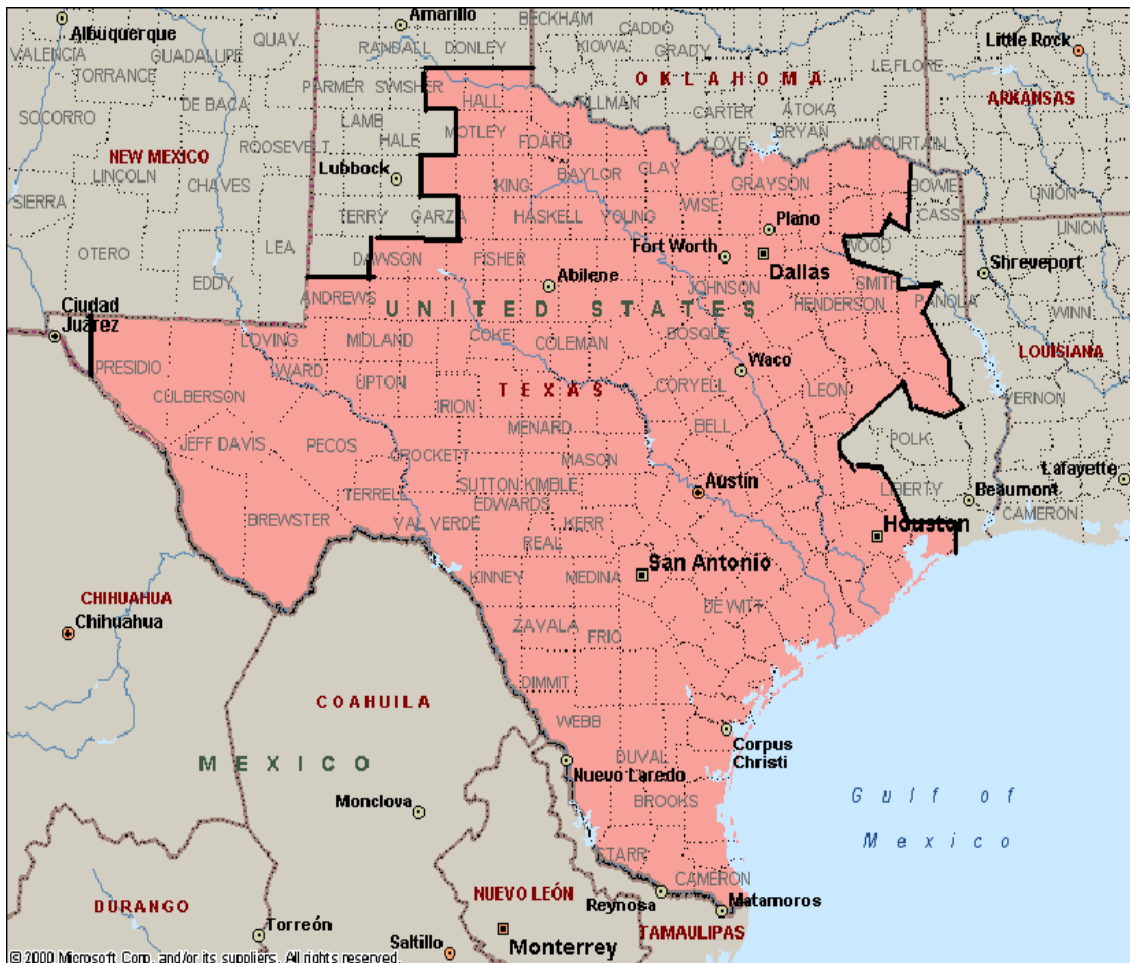 Amarillo
BECKHAM
CADDO
Albuquerque
QUAY
RANDALL
DONLEY
KIOWA
GRADY
Little Rock
VALENCIA
GUADALUPE
TORRANCE
PARMER
SWISHER
OKLAHOMA
LE FLORE
DE BACA
HALL
TILLMAN
CARTER
ATOKA
ARKANSAS
SOCORRO
LAMB
HALE
MOTLEY
FOARD
LOVE
BRYAN
MCCURTAIN
NEW MEXICO
ROOSEVELT
LINCOLN
CHAVES
Lubbock
KING
BAYLOR
CLAY
GRAYSON
BOWIE
UNION
SIERRA
TERRY
GARZA
HASKELL
YOUNG
WISE
CASS
Plano
UNION
OTERO
LEA
DAWSON
FISHER
Fort Worth
WOOD
Dallas
Shreveport
EDDY
Abilene
JOHNSON
SMITH
Ciudad
Juárez
ANDREWS
UNITED STATES
HENDERSON
PANOLA
WINN
LOVING
MIDLAND
COKE
COLEMAN
BOSQUE
LOUISIANA
PRESIDIO
WARD
UPTON
TEXAS
Waco
CULBERSON
IRION
CORYELL
LEON
VERNON
JEFF DAVIS
PECOS
MENARD
BELL
POLK
CROCKETT
MASON
Lafayette
TERRELL
SUTTON
KIMBLE
Austin
LIBERTY
Beaumont
EDWARDS
CAMERON
BREWSTER
VAL VERDE
KERR
Houston
REAL
San Antonio
KINNEY
MEDINA
CHIHUAHUA
DE WITT
Chihuahua
ZAVALA
FRIO
DIMMIT
COAHUILA
WEBB
Corpus
Christi
MEXICO
DUVAL
Nuevo Laredo
Monclova
BROOKS
Gulf of
Mexico
STARR
CAMERON
NUEVO LEÓN
Reynosa
Matamoros
DURANGO
Torreón
TAMAULIPAS
Saltillo
Monterrey
© 2000 Microsoft Corp. and/or its suppliers. All rights reserved.